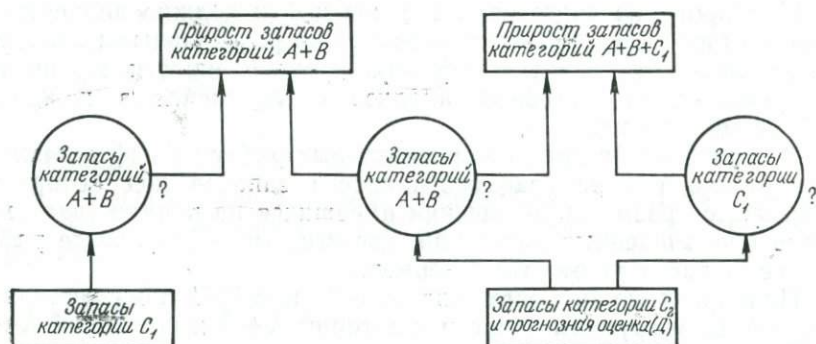 Прирост запасов
категорий А+В
Прирост запасов
категорий А+В+С₁
Запасы
категорий
А+В
?
Запасы
категорий
А+В
?
Запасы
категории
С₁
?
Запасы
категории С₁
Запасы категории С₂
и прогнозная оценка(Д)